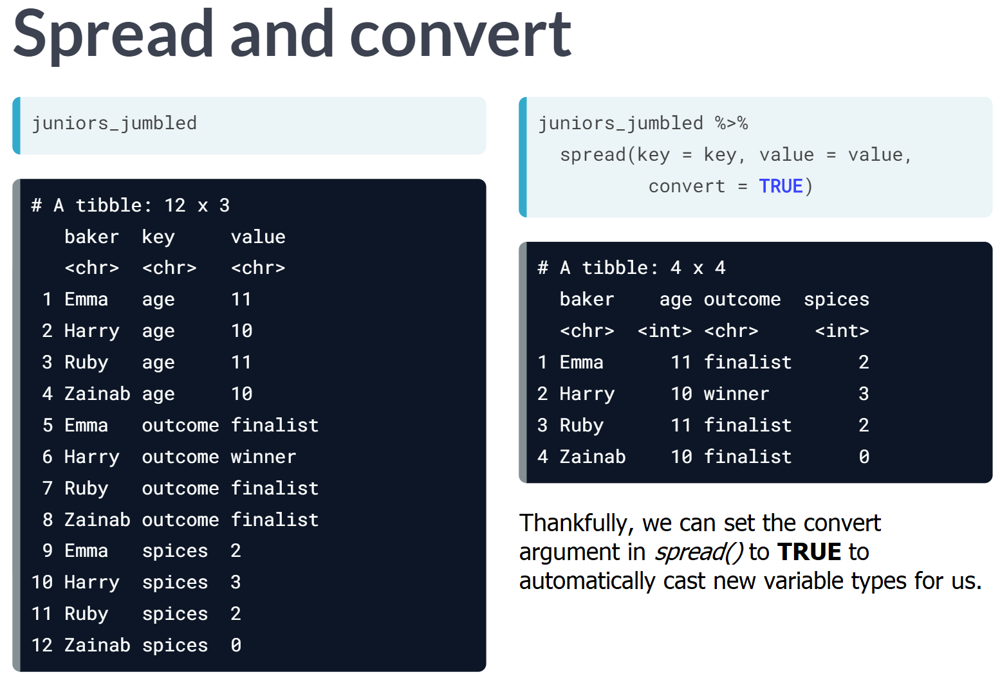 Spread and convert
juniors_jumbled
# A tibble: 12 x 3
   baker  key     value
   <chr>  <chr>   <chr>
 1 Emma   age     11
 2 Harry  age     10
 3 Ruby   age     11
 4 Zainab age     10
 5 Emma   outcome finalist
 6 Harry  outcome winner
 7 Ruby   outcome finalist
 8 Zainab outcome finalist
 9 Emma   spices  2
10 Harry  spices  3
11 Ruby   spices  2
12 Zainab spices  0
juniors_jumbled %>%
  spread(key = key, value = value,
          convert = TRUE)
# A tibble: 4 x 4
  baker    age outcome  spices
  <chr>  <int> <chr>     <int>
1 Emma      11 finalist      2
2 Harry     10 winner        3
3 Ruby      11 finalist      2
4 Zainab    10 finalist      0
Thankfully, we can set the convert
argument in spread() to TRUE to
automatically cast new variable types for us.